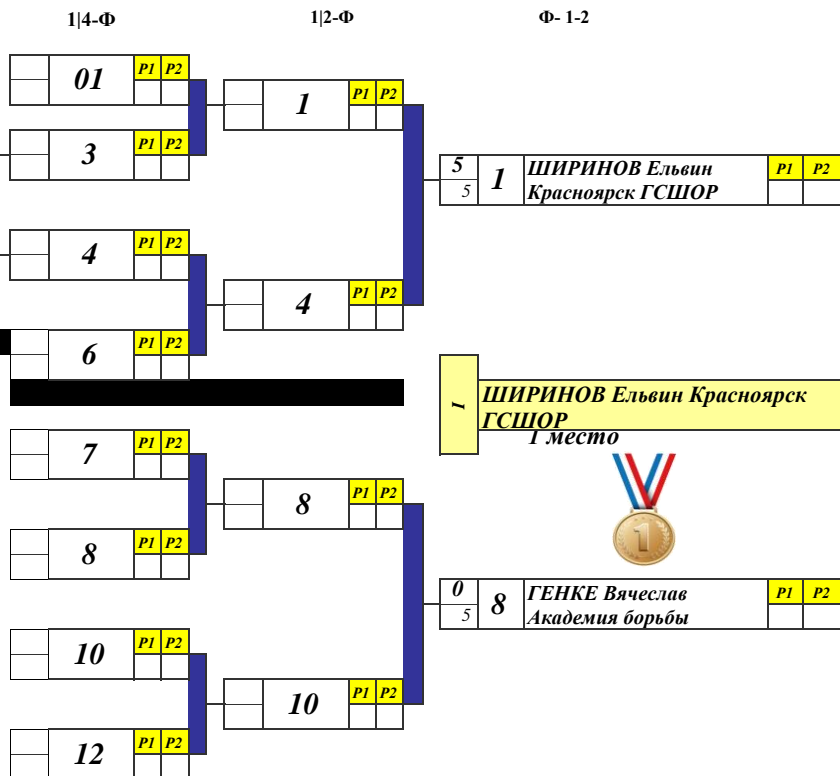 1|4-Ф 1|2-Ф Ф- 1-2
01 P1 P2
1 P1 P2
3 P1 P2
5 5 1 ШИРИНОВ Ельвин Красноярск ГСШОР P1 P2
4 P1 P2
4 P1 P2
6 P1 P2
I ШИРИНОВ Ельвин Красноярск
ГСШОР
1 место
7 P1 P2
8 P1 P2
1
8 P1 P2
0 5 8 ГЕНКЕ Вячеслав Академия борьбы P1 P2
10 P1 P2
10 P1 P2
12 P1 P2